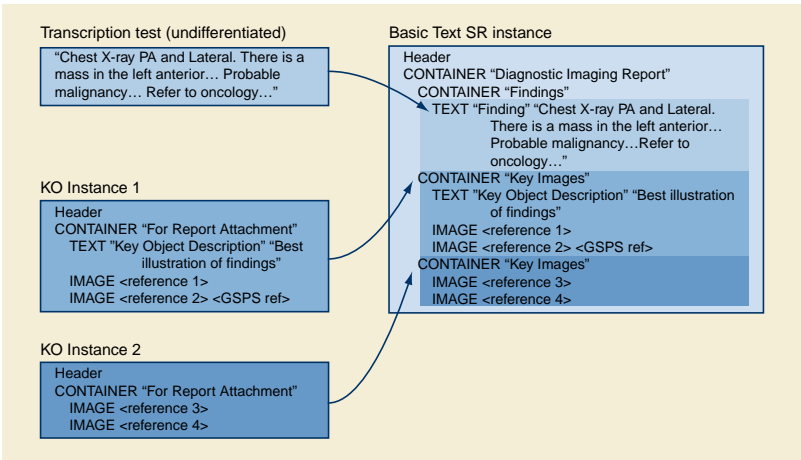 Transcription test (undifferentiated)
“Chest X-ray PA and Lateral. There is a
mass in the left anterior… Probable
malignancy… Refer to oncology…”
KO Instance 1
Header
CONTAINER “For Report Attachment”
TEXT ”Key Object Description” “Best
illustration of findings”
IMAGE <reference 1>
IMAGE <reference 2> <GSPS ref>
KO Instance 2
Header
CONTAINER “For Report Attachment”
IMAGE <reference 3>
IMAGE <reference 4>
Basic Text SR instance
Header
CONTAINER “Diagnostic Imaging Report”
CONTAINER “Findings”
TEXT “Finding” “Chest X-ray PA and Lateral.
There is a mass in the left anterior…
Probable malignancy…Refer to
oncology…”
CONTAINER “Key Images”
TEXT ”Key Object Description” “Best illustration
of findings”
IMAGE <reference 1>
IMAGE <reference 2> <GSPS ref>
CONTAINER “Key Images”
IMAGE <reference 3>
IMAGE <reference 4>